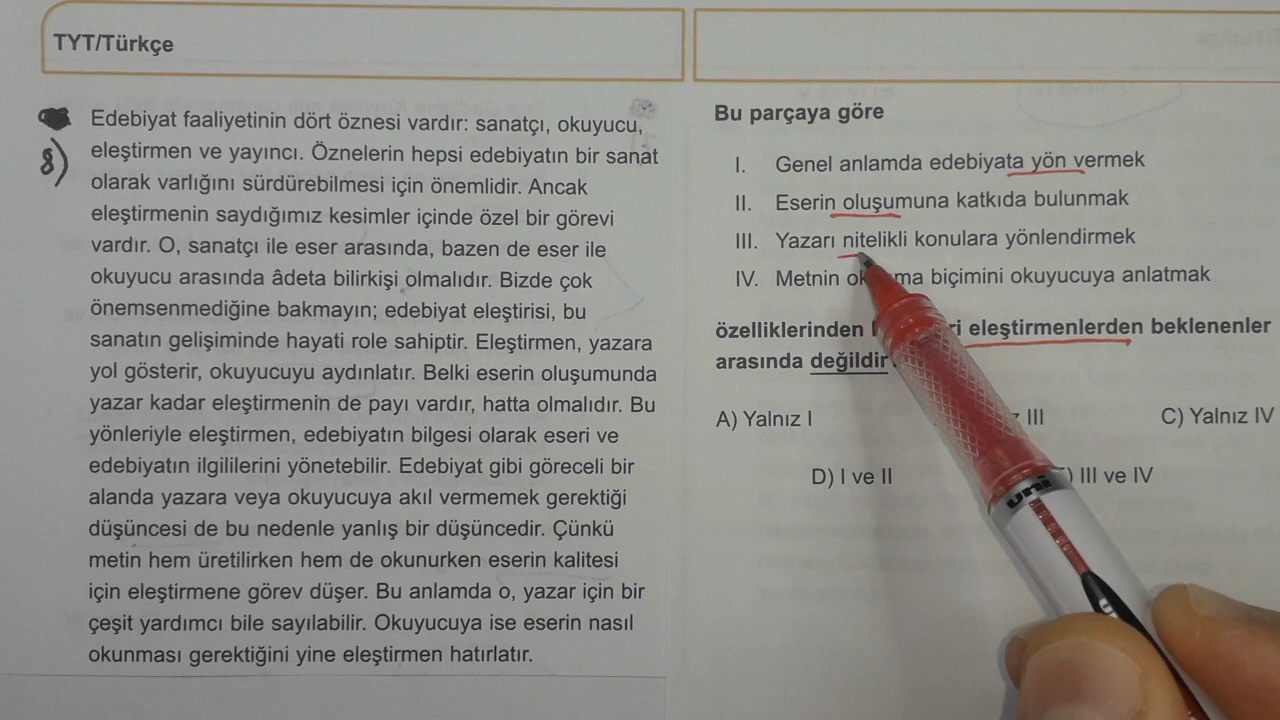 TYT/Türkçe
8)
Edebiyat faaliyetinin dört öznesi vardır: sanatçı, okuyucu,
eleştirmen ve yayıncı. Öznelerin hepsi edebiyatın bir sanat
olarak varlığını sürdürebilmesi için önemlidir. Ancak
eleştirmenin saydığımız kesimler içinde özel bir görevi
vardır. O, sanatçı ile eser arasında, bazen de eser ile
okuyucu arasında âdeta bilirkişi olmalıdır. Bizde çok
önemsenmediğine bakmayın; edebiyat eleştirisi, bu
sanatın gelişiminde hayati role sahiptir. Eleştirmen, yazara
yol gösterir, okuyucuyu aydınlatır. Belki eserin oluşumunda
yazar kadar eleştirmenin de payı vardır, hatta olmalıdır. Bu
yönleriyle eleştirmen, edebiyatın bilgesi olarak eseri ve
edebiyatın ilgililerini yönetebilir. Edebiyat gibi göreceli bir
alanda yazara veya okuyucuya akıl vermemek gerektiği
düşüncesi de bu nedenle yanlış bir düşüncedir. Çünkü
metin hem üretilirken hem de okunurken eserin kalitesi
için eleştirmene görev düşer. Bu anlamda o, yazar için bir
çeşit yardımcı bile sayılabilir. Okuyucuya ise eserin nasıl
okunması gerektiğini yine eleştirmen hatırlatır.
Bu parçaya göre
I. Genel anlamda edebiyata yön vermek
II. Eserin oluşumuna katkıda bulunmak
III. Yazarı nitelikli konulara yönlendirmek
IV. Metnin biçimini okuyucuya anlatmak
özelliklerinden eleştirmenlerden beklenenler
arasında değildir
A) Yalnız I III C) Yalnız IV
D) I ve II ) III ve IV
uni